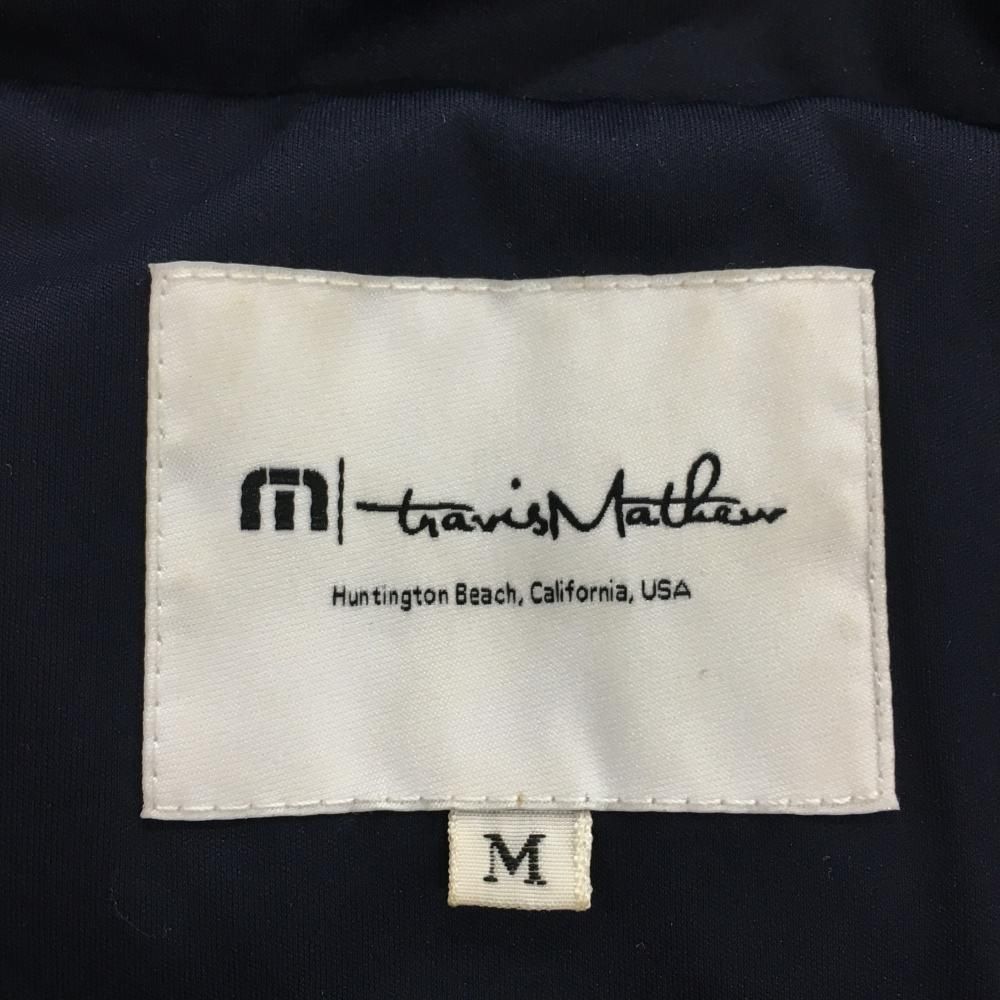 travisMathew
Huntington Beach, California, USA
M